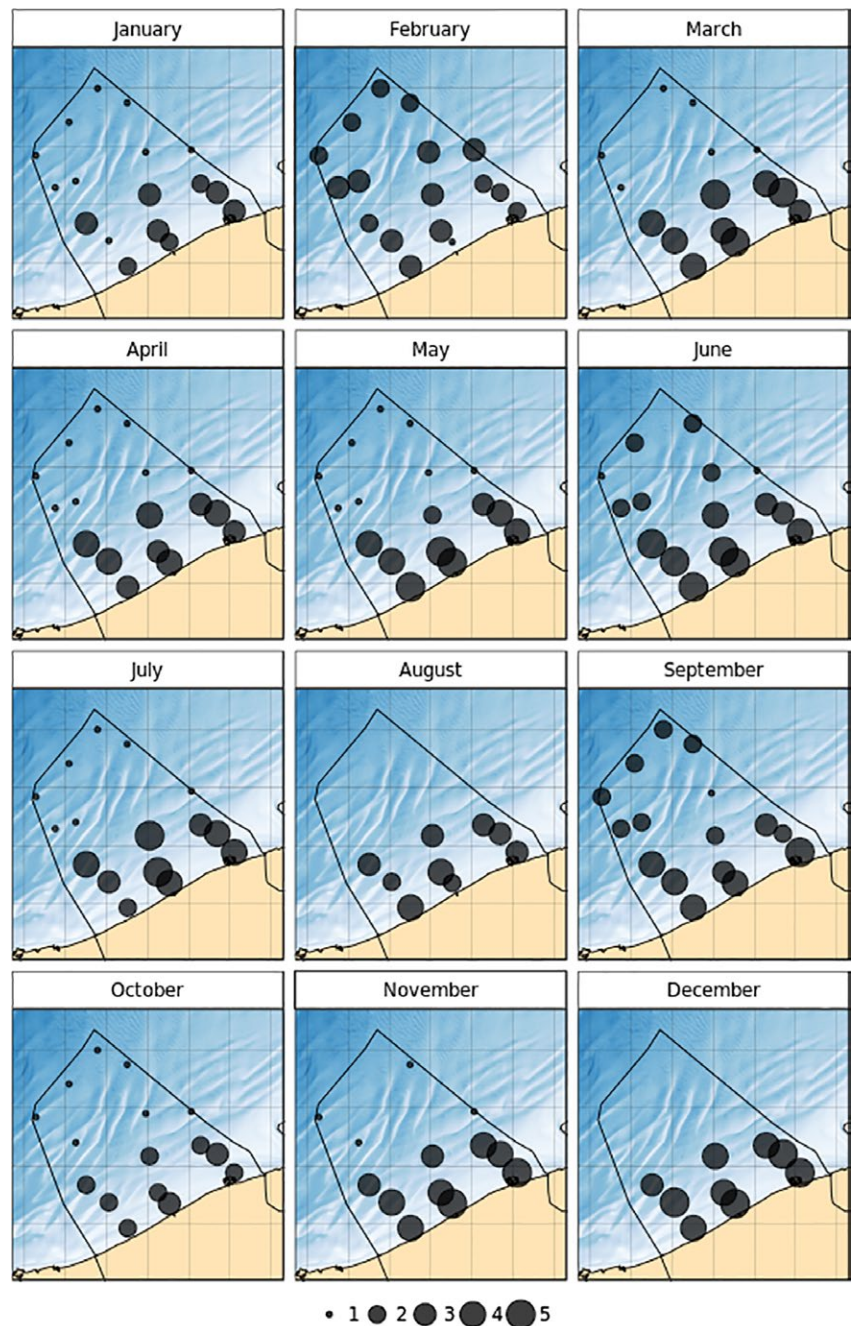 January February March
April May June
July August September
October November December
1 2 3 4 5